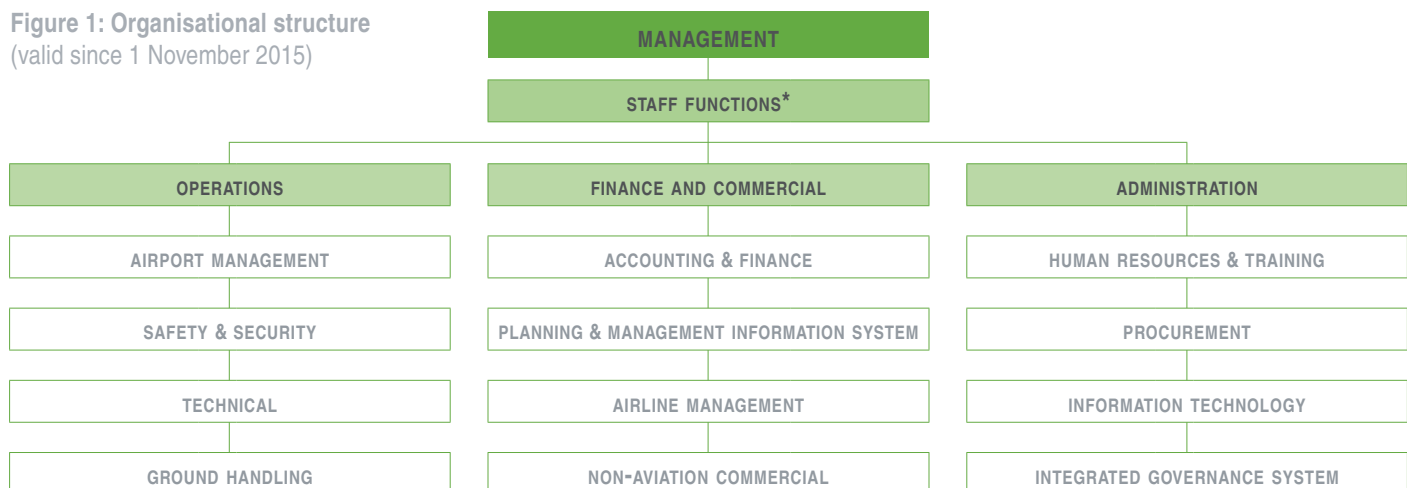 Figure 1: Organisational structure
(valid since 1 November 2015)
MANAGEMENT
STAFF FUNCTIONS*
OPERATIONS
FINANCE AND COMMERCIAL
ADMINISTRATION
AIRPORT MANAGEMENT
ACCOUNTING & FINANCE
HUMAN RESOURCES & TRAINING
SAFETY & SECURITY
PLANNING & MANAGEMENT INFORMATION SYSTEM
PROCUREMENT
TECHNICAL
AIRLINE MANAGEMENT
INFORMATION TECHNOLOGY
GROUND HANDLING
NON-AVIATION COMMERCIAL
INTEGRATED GOVERNANCE SYSTEM